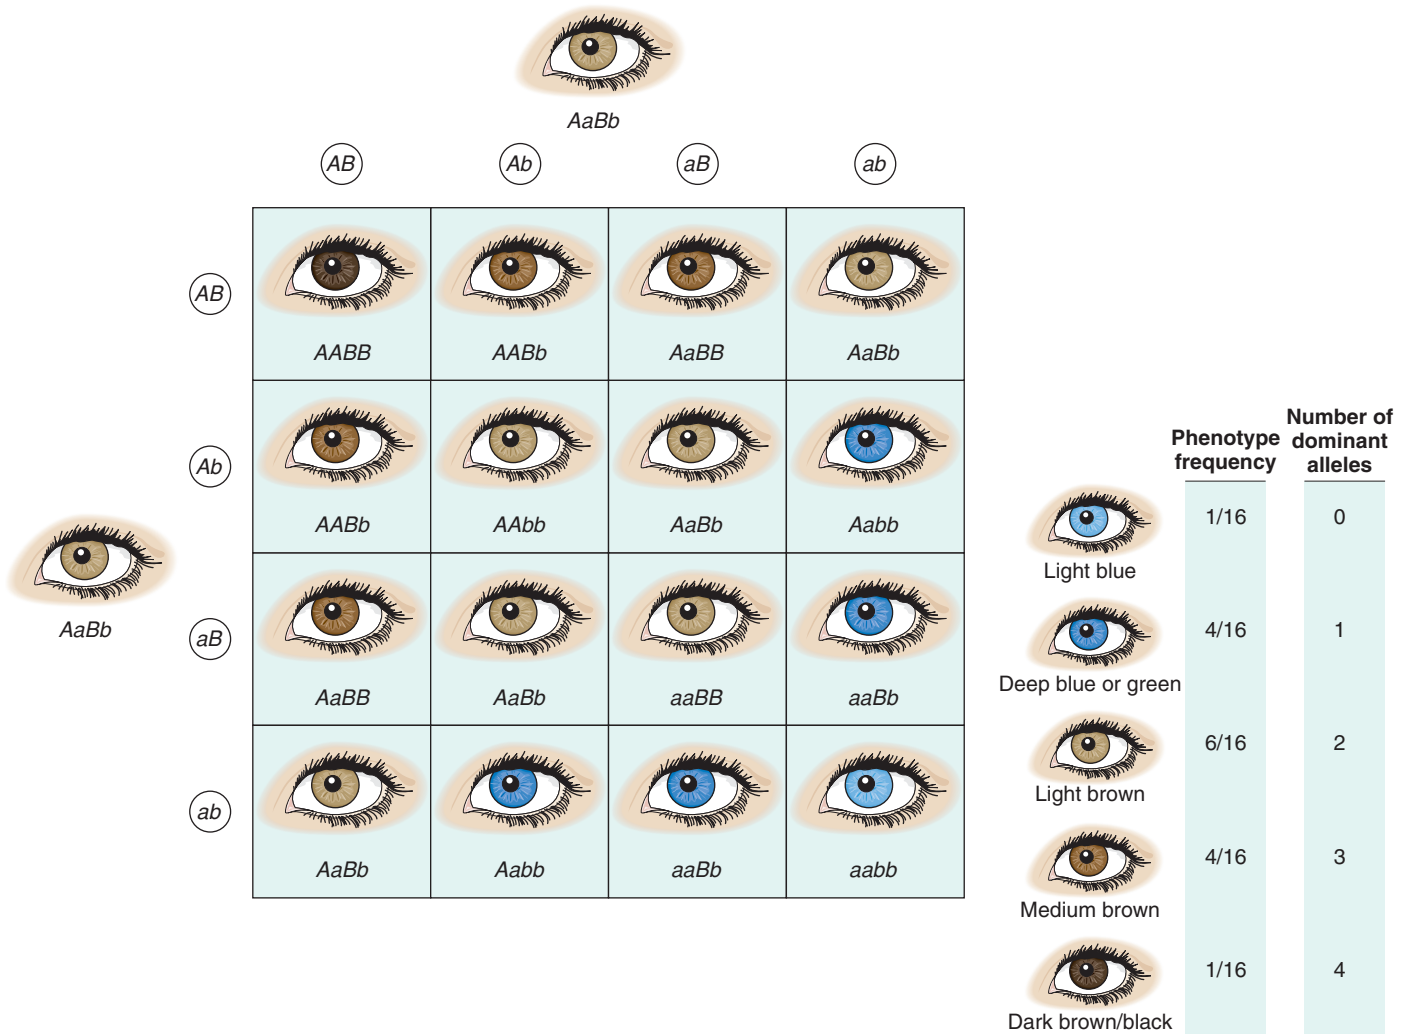 AaBb
AB
Ab
aB
ab
AB
AABB
AABb
AaBB
AaBb
Ab
AABb
AAbb
AaBb
Aabb
AaBb
aB
AaBB
AaBb
aaBB
aaBb
ab
AaBb
Aabb
aaBb
aabb
Phenotype
frequency
Number of
dominant
alleles
1/16
0
Light blue
4/16
1
Deep blue or green
6/16
2
Light brown
4/16
3
Medium brown
1/16
4
Dark brown/black